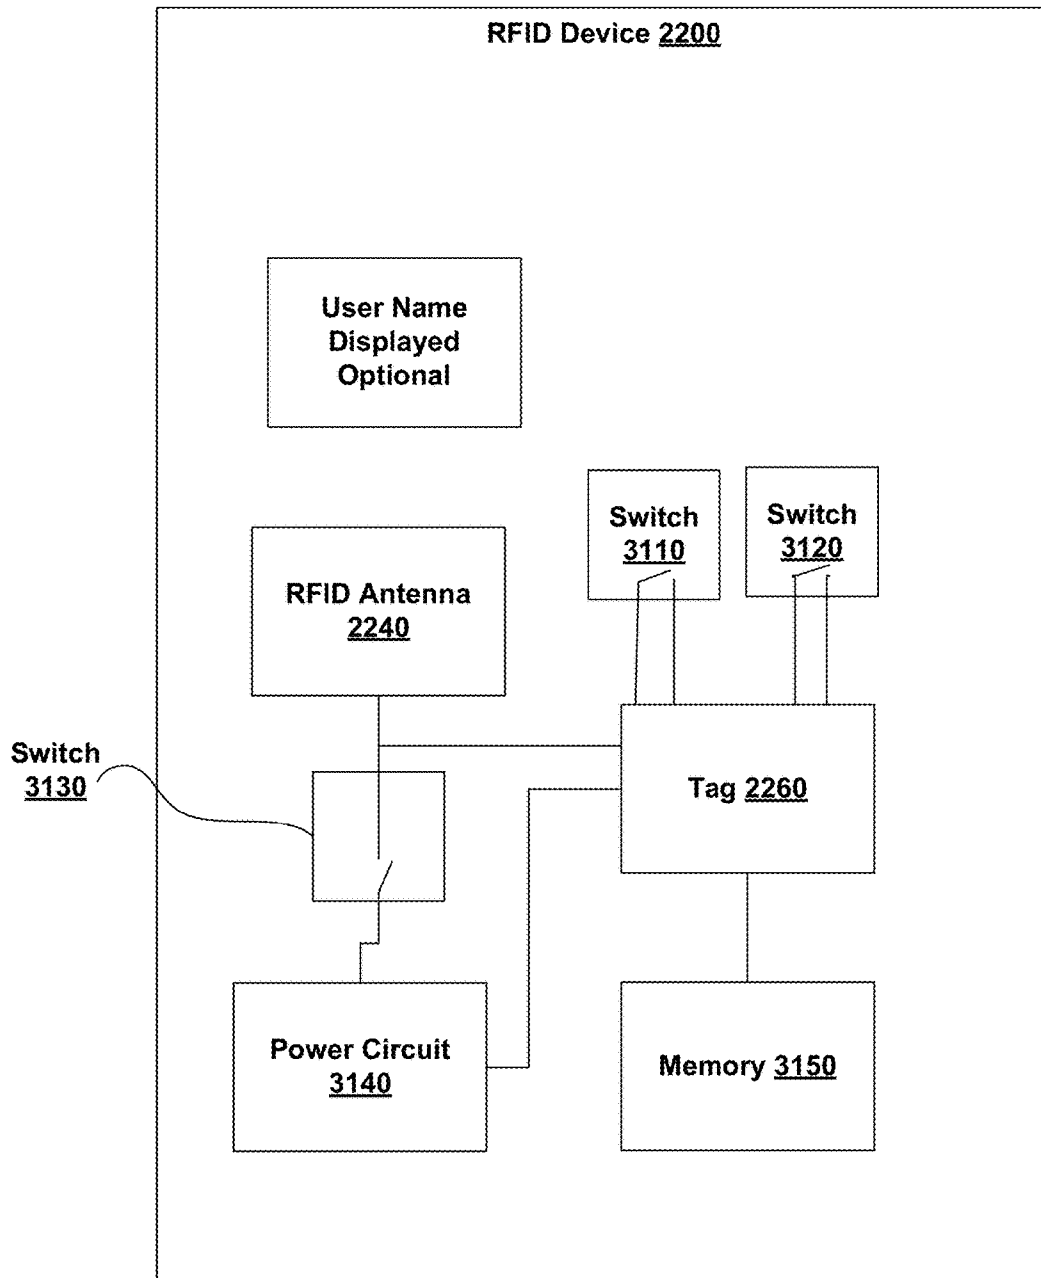 RFID Device 2200
User Name
Displayed
Optional
Switch
3110
Switch
3120
RFID Antenna
2240
Switch
3130
Tag 2260
Power Circuit
3140
Memory 3150